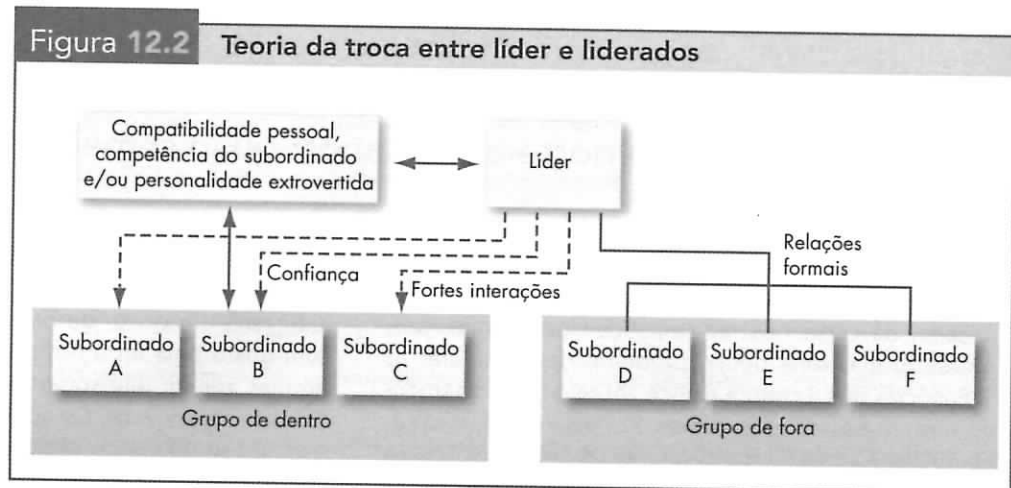 Figura 12.2 Teoria da troca entre líder e liderados
Compatibilidade pessoal,
competência do subordinado
e/ou personalidade extrovertida
Líder
Relações
formais
Confiança
Fortes interações
Subordinado
A
Subordinado
B
Subordinado
C
Grupo de dentro
Subordinado
D
Subordinado
E
Subordinado
F
Grupo de fora